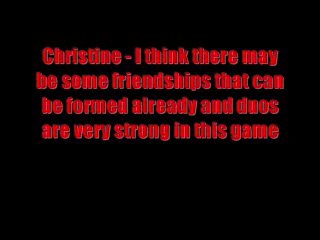 Christine - I think there may
be some friendships that can
be formed already and duos
are very strong in this game